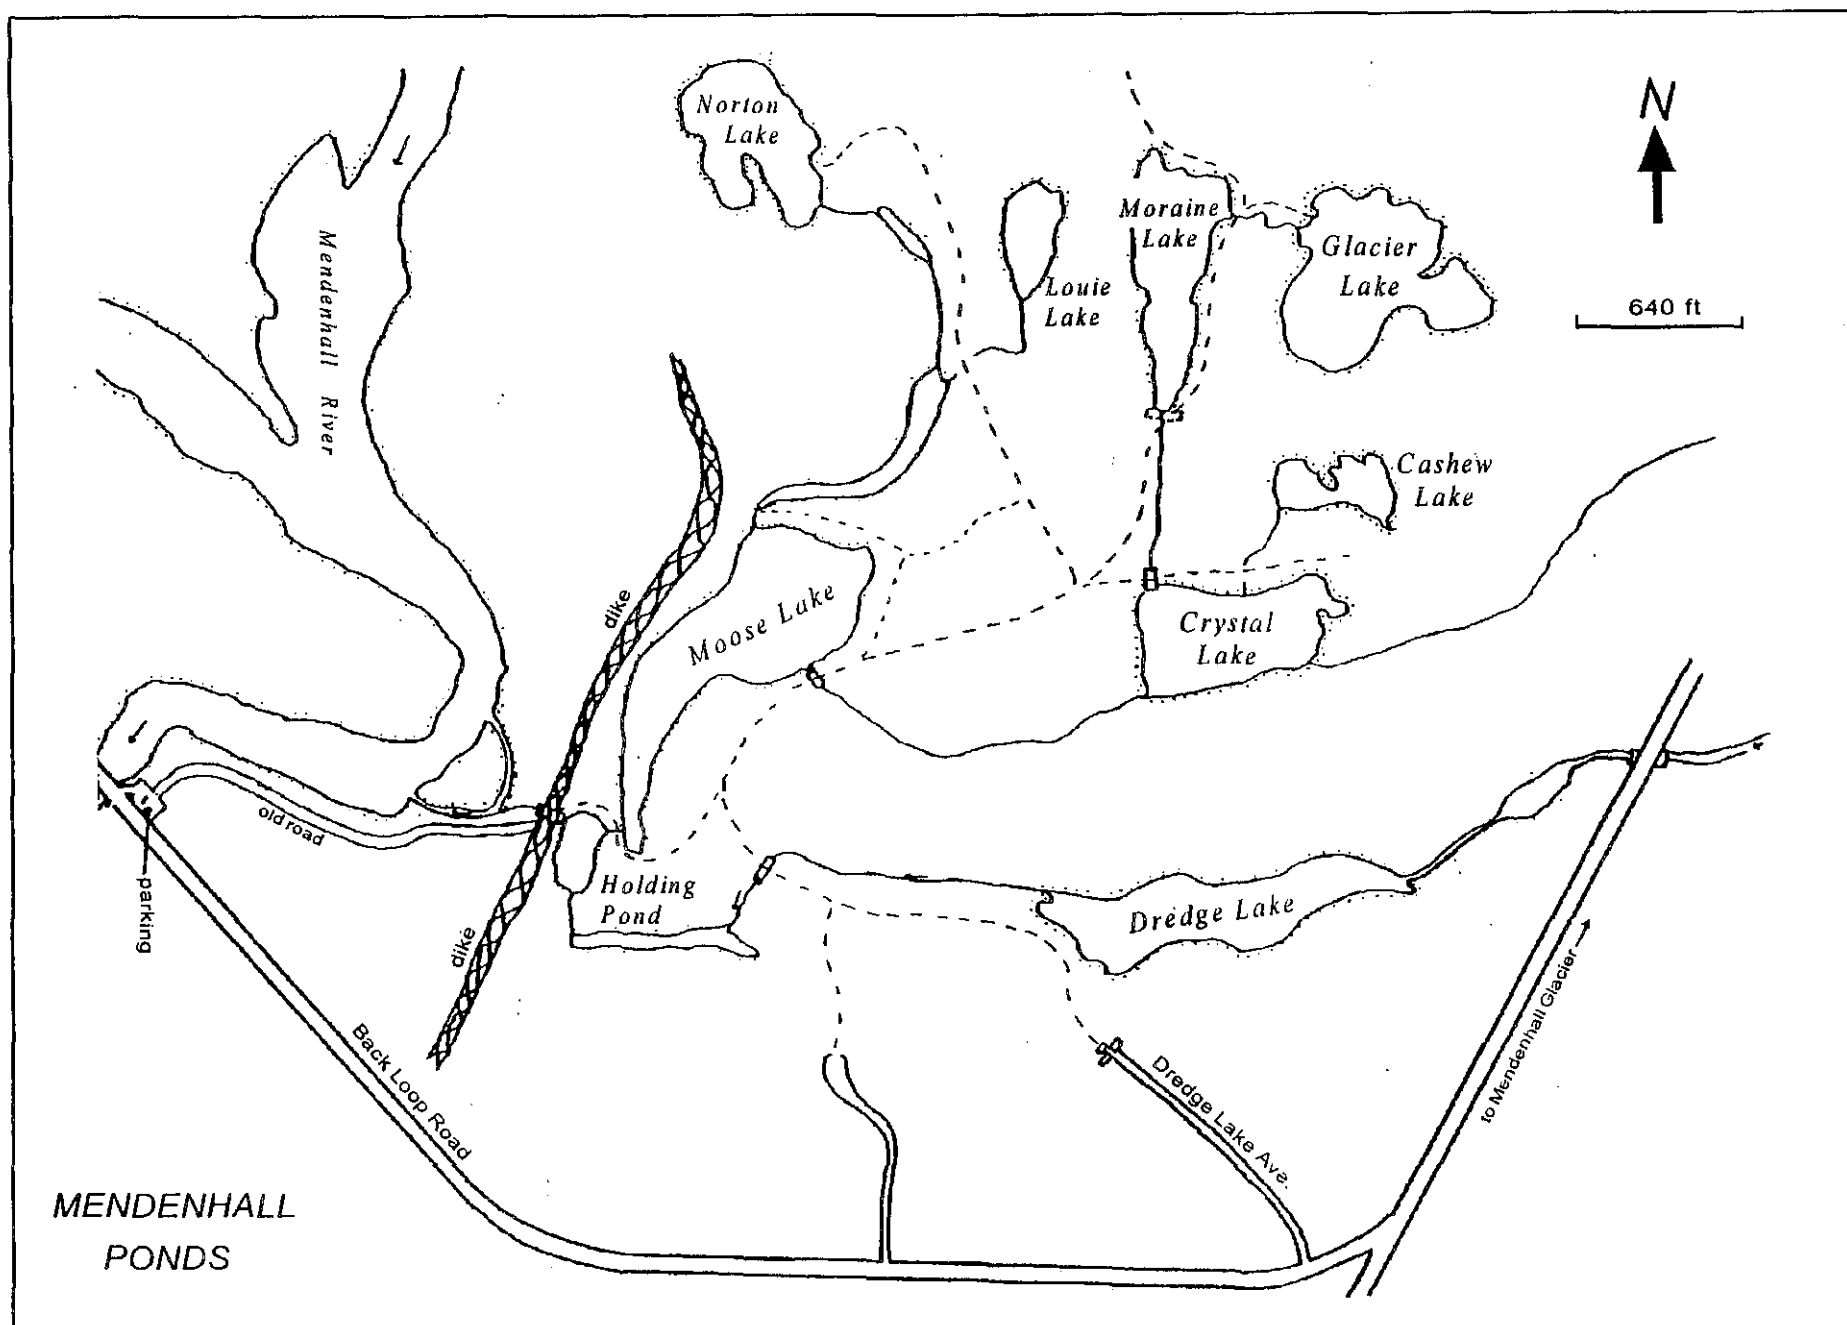 N
Norton
Lake
Moraine
Lake
Glacier
Lake
Mendenhall River
Louie
Lake
640 ft
Cashew
Lake
dike
Moose Lake
Crystal
Lake
old road
parking
Holding
Pond
Dredge Lake
dike
to Mendenhall Glacier
Back Loop Road
Dredge Lake Ave.
MENDENHALL
PONDS